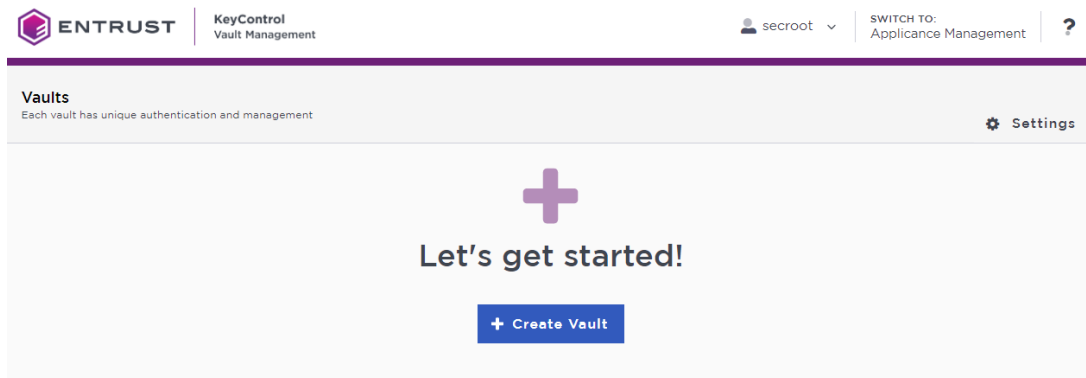 ENTRUST
KeyControl
Vault Management
secroot
SWITCH TO:
Applicance Management
?
Vaults
Each vault has unique authentication and management
Settings
Let's get started!
Create Vault